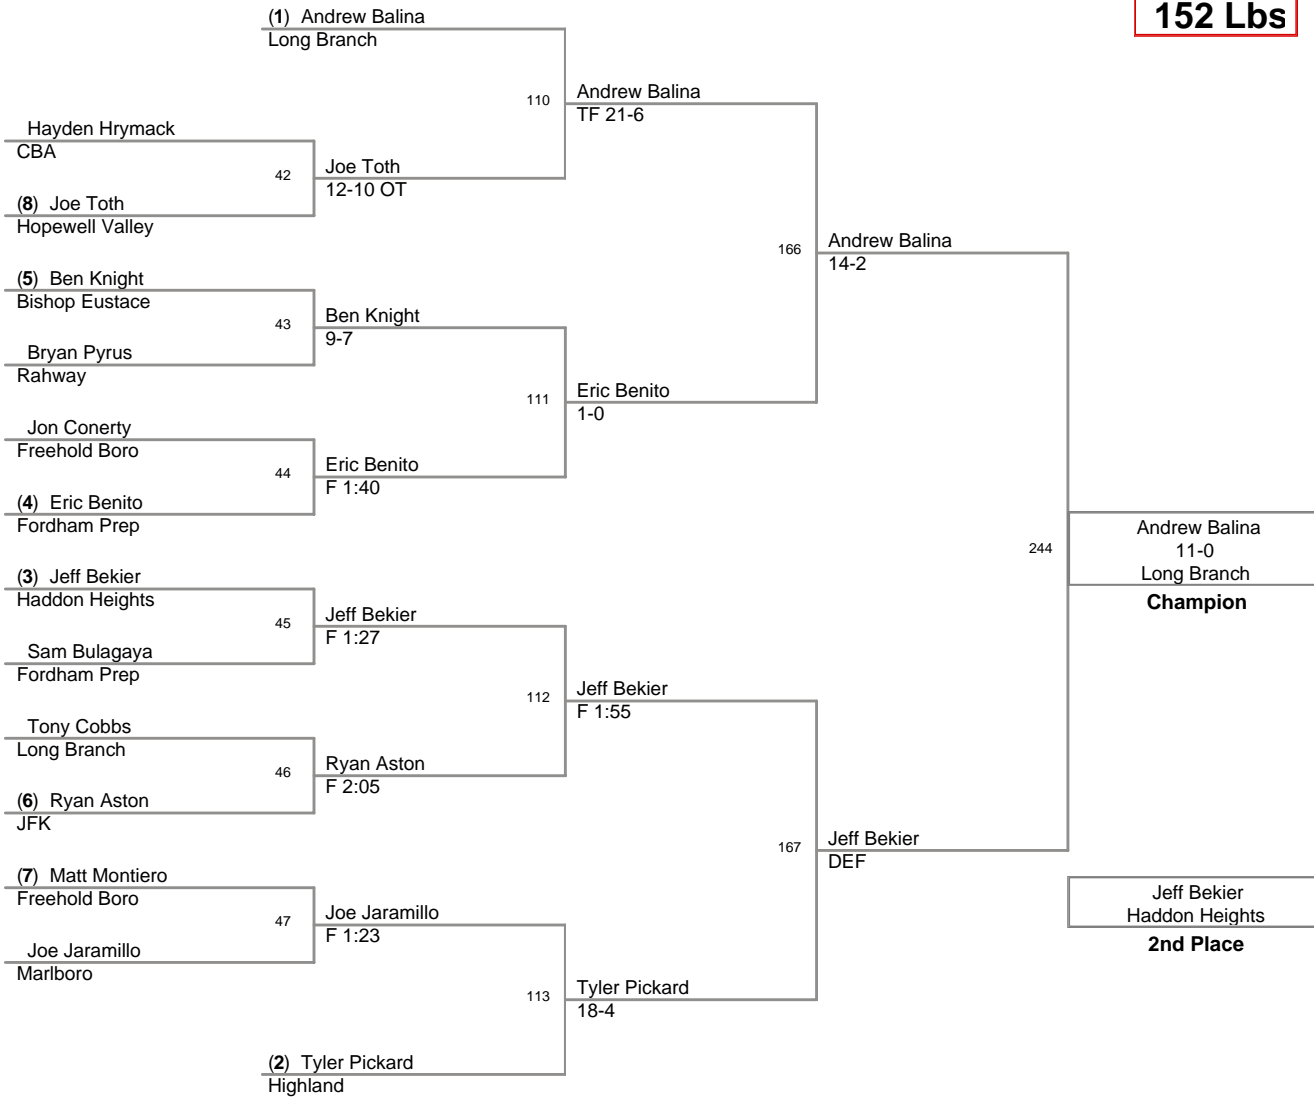 152 Lbs
(1) Andrew Balina
Long Branch
110
Andrew Balina
TF 21-6
Hayden Hrymack
CBA
42
Joe Toth
12-10 OT
(8) Joe Toth
Hopewell Valley
166
Andrew Balina
14-2
(5) Ben Knight
Bishop Eustace
43
Ben Knight
9-7
Bryan Pyrus
Rahway
111
Eric Benito
1-0
Jon Conerty
Freehold Boro
44
Eric Benito
F 1:40
(4) Eric Benito
Fordham Prep
244
Andrew Balina
11-0
Long Branch
Champion
(3) Jeff Bekier
Haddon Heights
45
Jeff Bekier
F 1:27
Sam Bulagaya
Fordham Prep
112
Jeff Bekier
F 1:55
Tony Cobbs
Long Branch
46
Ryan Aston
F 2:05
(6) Ryan Aston
JFK
167
Jeff Bekier
DEF
(7) Matt Montiero
Freehold Boro
47
Joe Jaramillo
F 1:23
Joe Jaramillo
Marlboro
113
Tyler Pickard
18-4
(2) Tyler Pickard
Highland
Jeff Bekier
Haddon Heights
2nd Place